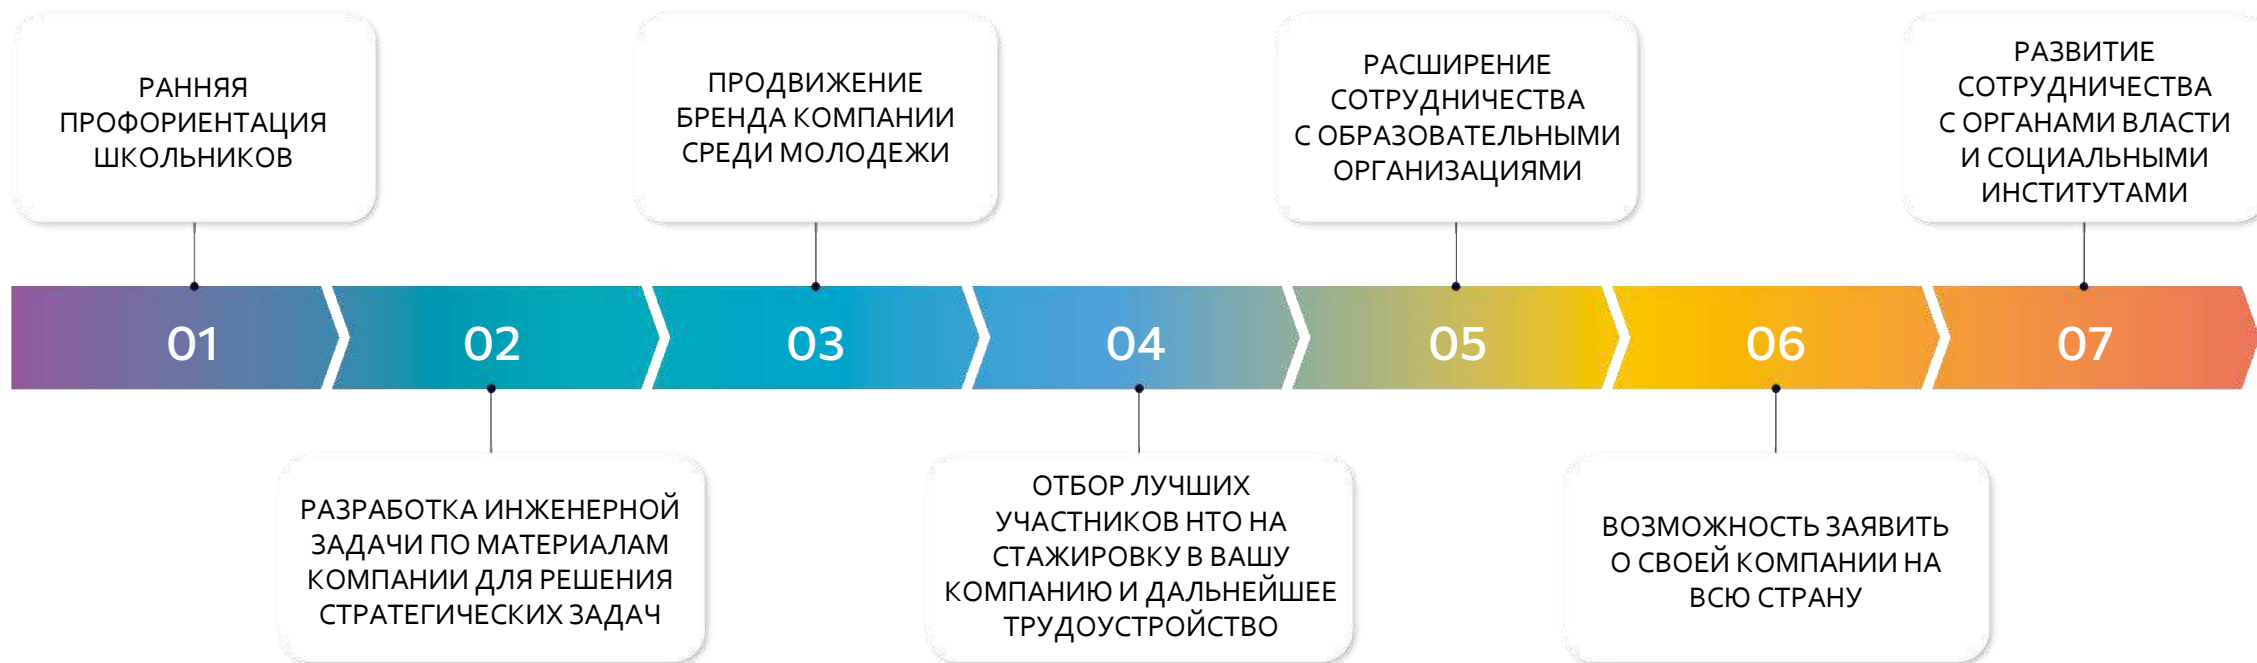 РАННЯЯ
ПРОФОРИЕНТАЦИЯ
ШКОЛЬНИКОВ
ПРОДВИЖЕНИЕ
БРЕНДА КОМПАНИИ
СРЕДИ МОЛОДЕЖИ
РАСШИРЕНИЕ
СОТРУДНИЧЕСТВА
С ОБРАЗОВАТЕЛЬНЫМИ
ОРГАНИЗАЦИЯМИ
РАЗВИТИЕ
СОТРУДНИЧЕСТВА
С ОРГАНАМИ ВЛАСТИ
И СОЦИАЛЬНЫМИ
ИНСТИТУТАМИ
01
02
03
04
05
06
07
РАЗРАБОТКА ИНЖЕНЕРНОЙ
ЗАДАЧИ ПО МАТЕРИАЛАМ
КОМПАНИИ ДЛЯ РЕШЕНИЯ
СТРАТЕГИЧЕСКИХ ЗАДАЧ
ОТБОР ЛУЧШИХ
УЧАСТНИКОВ НТО НА
СТАЖИРОВКУ В ВАШУ
КОМПАНИЮ И ДАЛЬНЕЙШЕЕ
ТРУДОУСТРОЙСТВО
ВОЗМОЖНОСТЬ ЗАЯВИТЬ
О СВОЕЙ КОМПАНИИ НА
ВСЮ СТРАНУ